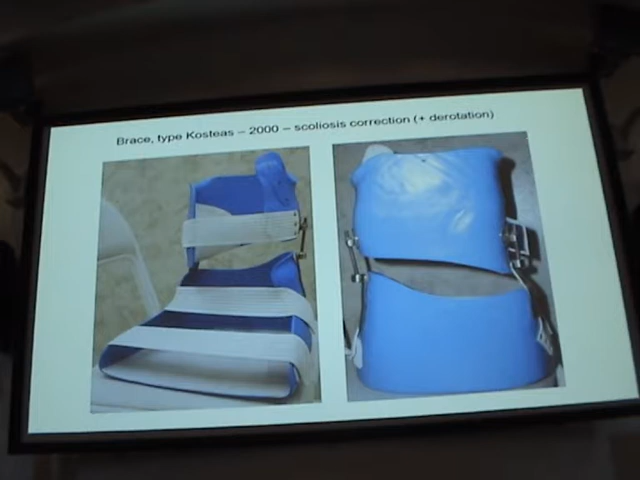 Brace, type Kosteas – 2000 – scoliosis correction (+ derotation)